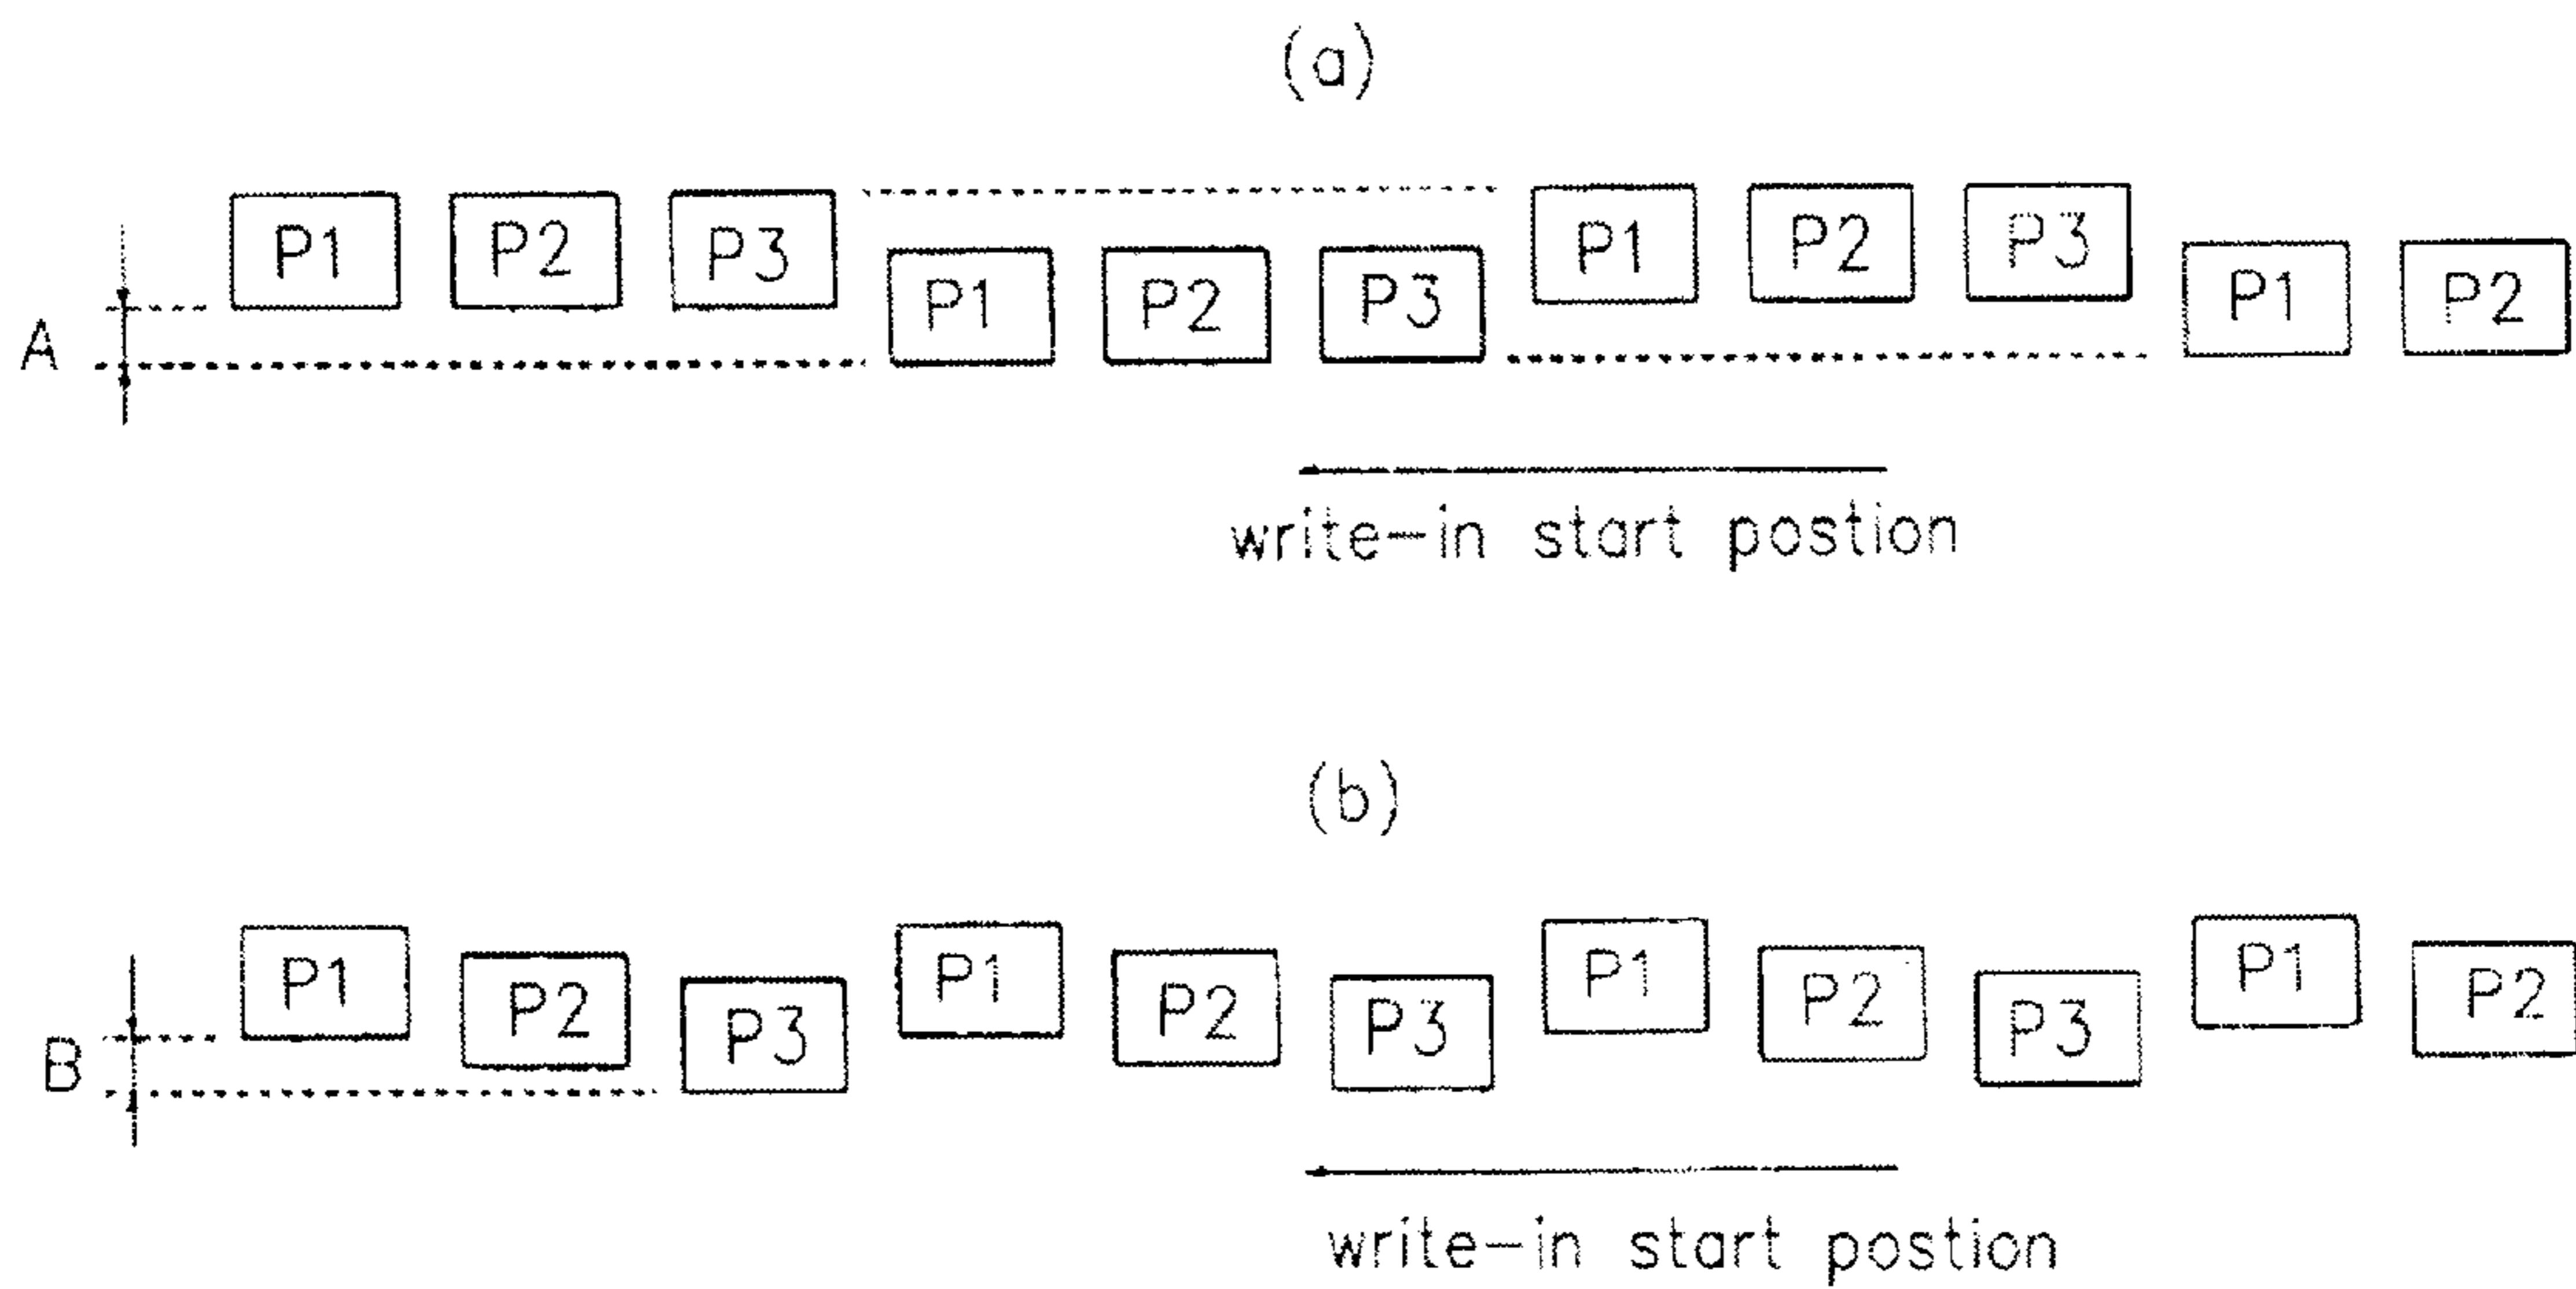 (a)
P1 P2 P3 P1 P2 P3 P1 P2 P3 P1 P2
A
write-in start postion
(b)
P1 P2 P3 P1 P2 P3 P1 P2 P3 P1 P2
B
write-in start postion